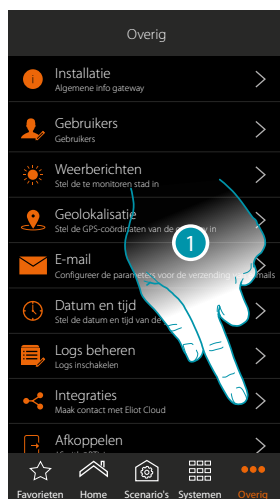 Overig
Installatie
Algemene info gateway
Gebruikers
Gebruikers
Weerberichten
Stel de te monitoren stad in
Geolokalisatie
Stel de GPS-coördinaten van de in
1
E-mail
Configureer de parameters voor de verzending
Datum en tijd
Stel de datum en tijd van de
Logs beheren
Logs inschakelen
Integraties
Maak contact met Eliot Cloud
Afkoppelen
Favorieten Home Scenario's Systemen Overig